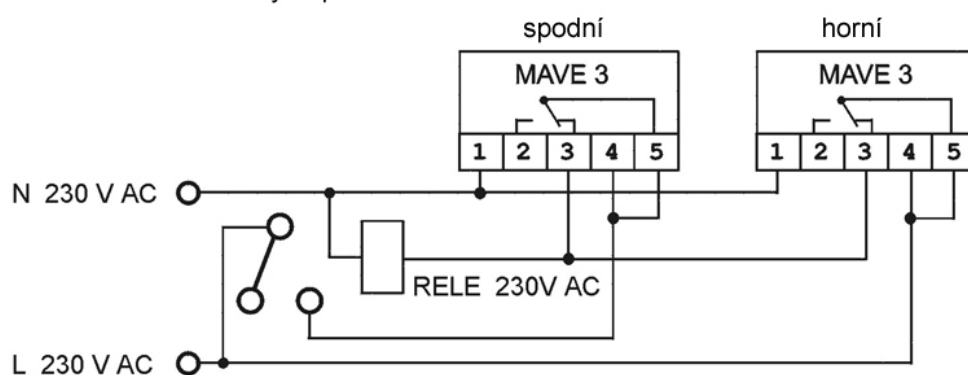 spodní
horní
MAVE 3
MAVE 3
1 2 3 4 5
1 2 3 4 5
N 230 V AC
RELE 230V AC
L 230 V AC